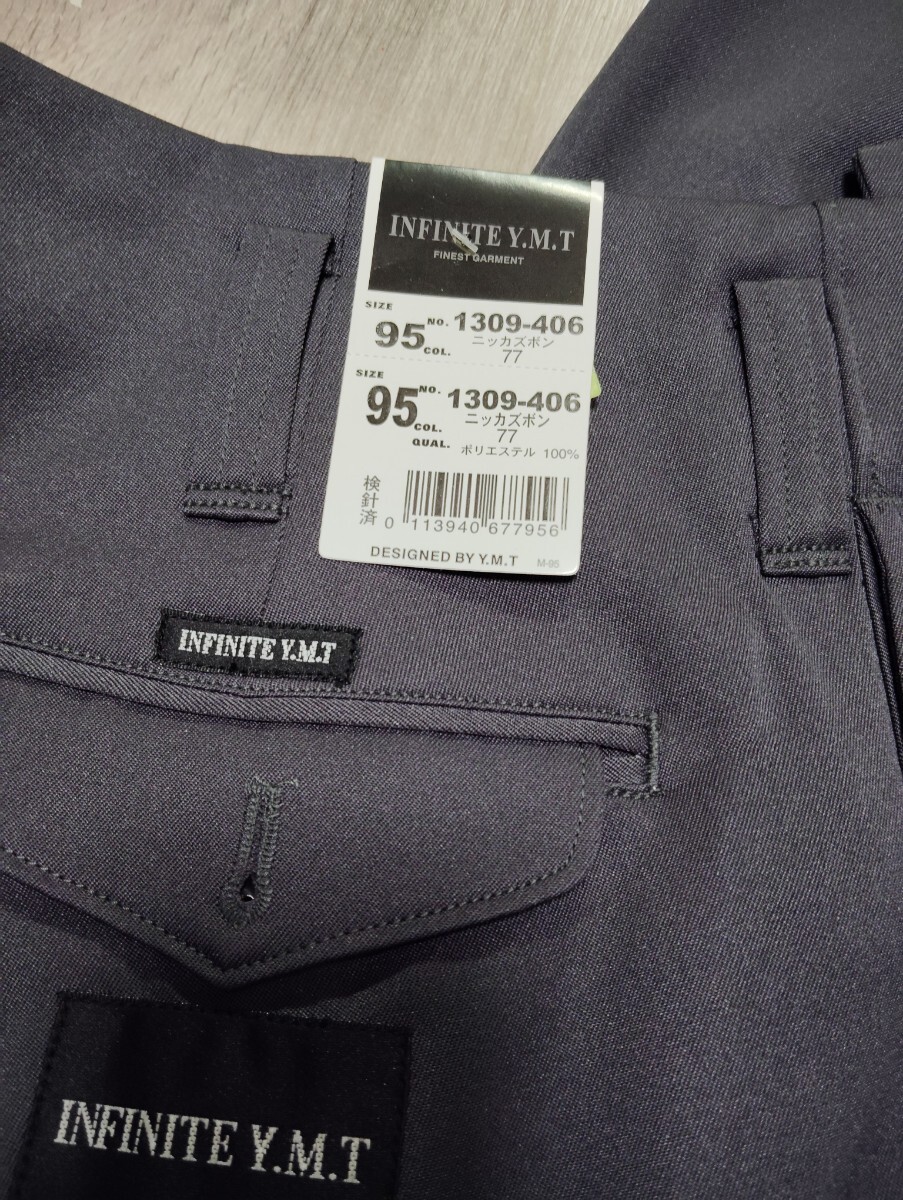 INFINITE Y.M.T
FINEST GARMENT
SIZE
95 NO. 1309-406
ニッカズボン
COL. 77
SIZE
95 NO. 1309-406
ニッカズボン
COL. 77
QUAL. ポリエステル 100%
検針済
0 113940 677956
DESIGNED BY Y.M.T M-95
INFINITE Y.M.T
INFINITE Y.M.T